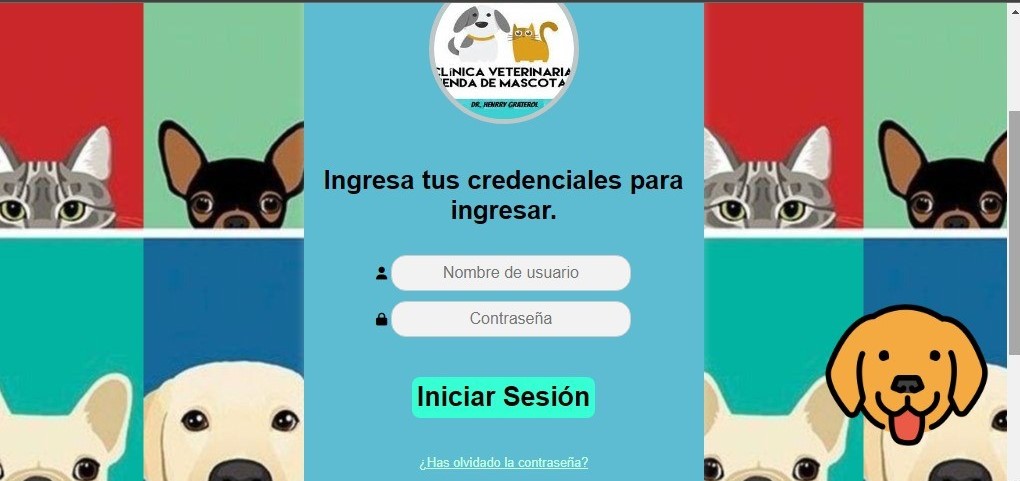 CLÍNICA VETERINARIA
ENDA DE MASCOTA
DR. HENRRY GRATEROL
Ingresa tus credenciales para
ingresar.
Nombre de usuario
Contraseña
Iniciar Sesión
¿Has olvidado la contraseña?